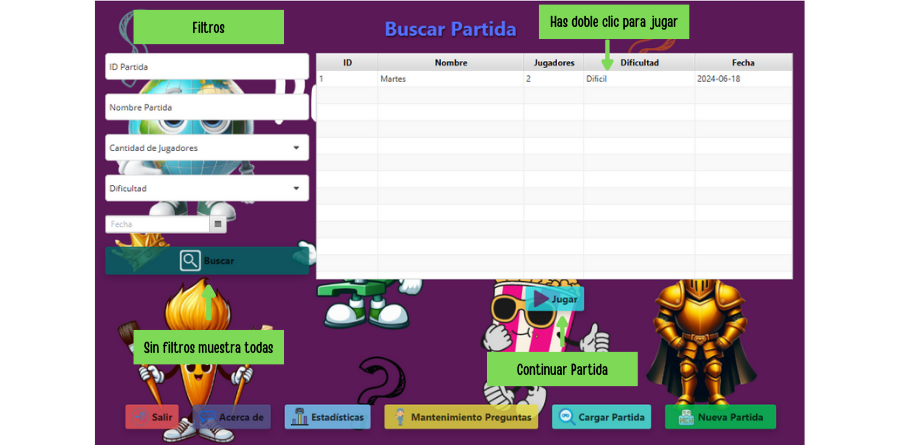 Filtros
Buscar Partida
Has doble clic para jugar
ID Partida
Nombre Partida
Cantidad de Jugadores
Dificultad
Fecha
Buscar
ID Nombre Jugadores Dificultad Fecha
1 Martes 2 Difícil 2024-06-18
Jugar
Sin filtros muestra todas
Continuar Partida
Salir
Acerca de
Estadísticas
Mantenimiento Preguntas
Cargar Partida
Nueva Partida